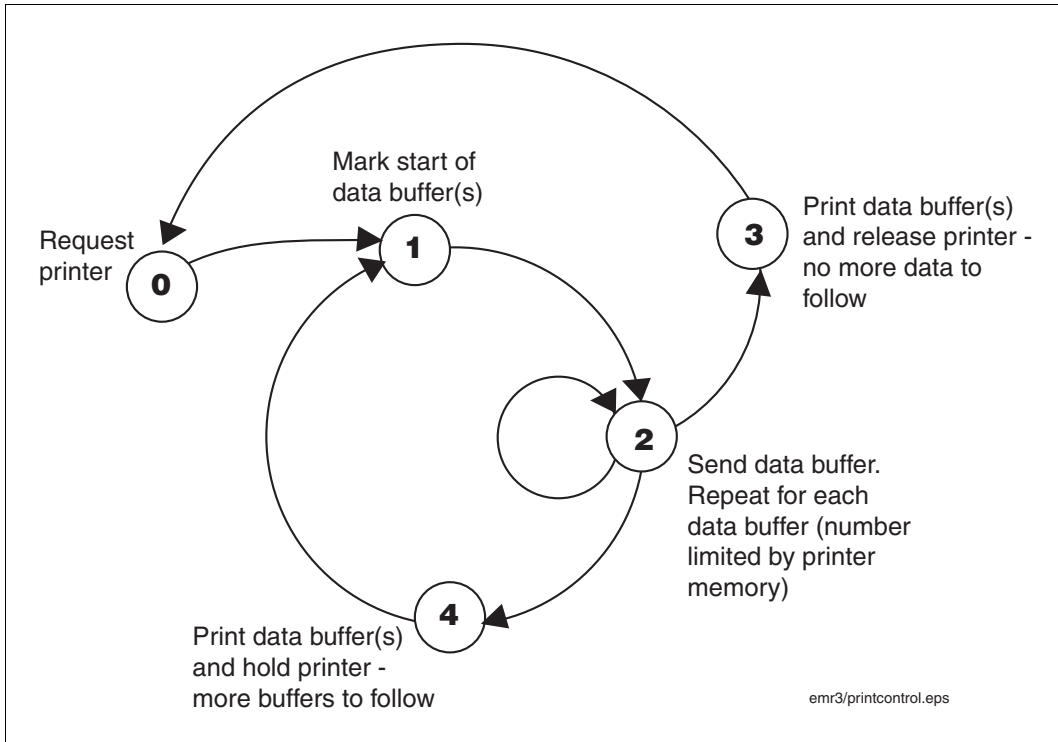 Mark start of
data buffer(s)
Request
printer
0
1
3
Print data buffer(s)
and release printer -
no more data to
follow
2
Send data buffer.
Repeat for each
data buffer (number
limited by printer
memory)
4
Print data buffer(s)
and hold printer -
more buffers to follow
emr3/printcontrol.eps